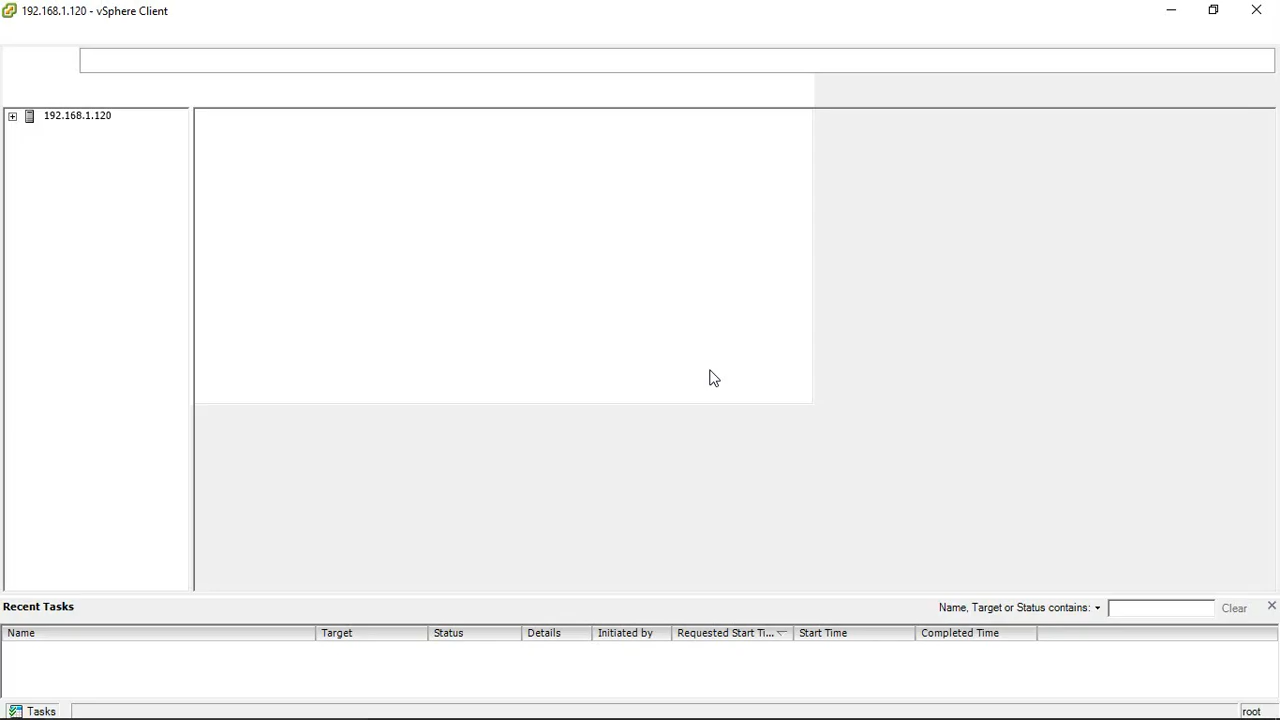 192.168.1.120 - vSphere Client
192.168.1.120
Recent Tasks
Name, Target or Status contains:
Clear
Name Target Status Details Initiated by Requested Start Ti... Start Time Completed Time
Tasks
root